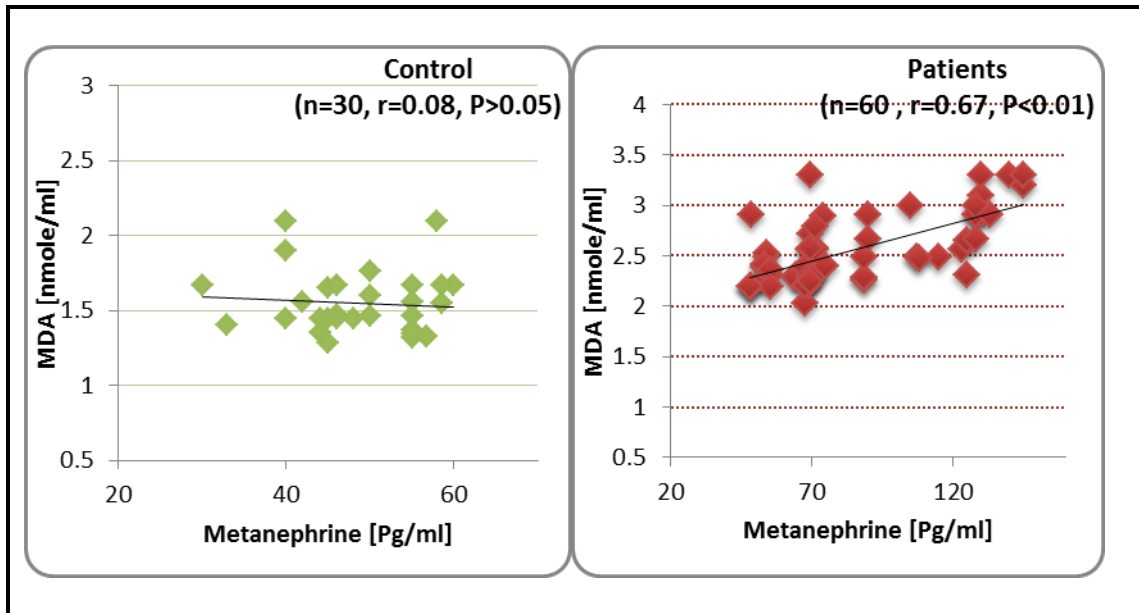 Control
(n=30, r=0.08, P>0.05)
3
2.5
2
1.5
1
0.5
20
40
60
MDA [nmole/ml]
Metanephrine [Pg/ml]
Patients
(n=60 , r=0.67, P<0.01)
4
3.5
3
2.5
2
1.5
1
0.5
20
70
120
MDA [nmole/ml]
Metanephrine [Pg/ml]